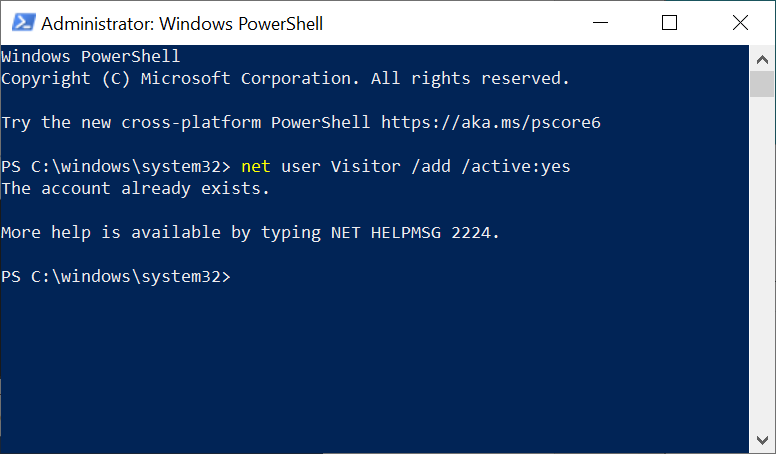 Administrator: Windows PowerShell
Windows PowerShell
Copyright (C) Microsoft Corporation. All rights reserved.
Try the new cross-platform PowerShell https://aka.ms/pscore6
PS C:\windows\system32> net user Visitor /add /active:yes
The account already exists.
More help is available by typing NET HELPMSG 2224.
PS C:\windows\system32>